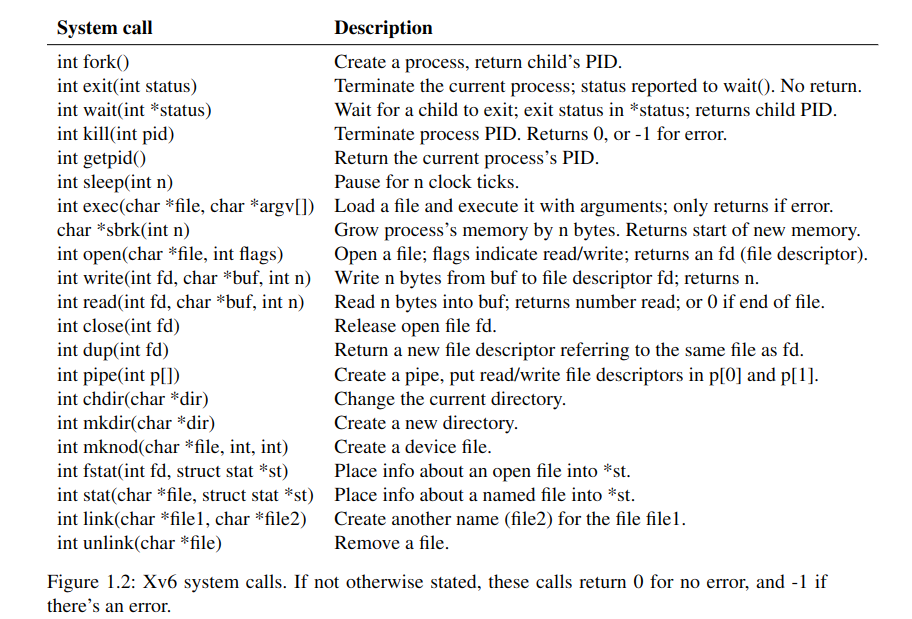 System call Description
int fork() Create a process, return child’s PID.
int exit(int status) Terminate the current process; status reported to wait(). No return.
int wait(int *status) Wait for a child to exit; exit status in *status; returns child PID.
int kill(int pid) Terminate process PID. Returns 0, or -1 for error.
int getpid() Return the current process’s PID.
int sleep(int n) Pause for n clock ticks.
int exec(char *file, char *argv[]) Load a file and execute it with arguments; only returns if error.
char *sbrk(int n) Grow process’s memory by n bytes. Returns start of new memory.
int open(char *file, int flags) Open a file; flags indicate read/write; returns an fd (file descriptor).
int write(int fd, char *buf, int n) Write n bytes from buf to file descriptor fd; returns n.
int read(int fd, char *buf, int n) Read n bytes into buf; returns number read; or 0 if end of file.
int close(int fd) Release open file fd.
int dup(int fd) Return a new file descriptor referring to the same file as fd.
int pipe(int p[]) Create a pipe, put read/write file descriptors in p[0] and p[1].
int chdir(char *dir) Change the current directory.
int mkdir(char *dir) Create a new directory.
int mknod(char *file, int, int) Create a device file.
int fstat(int fd, struct stat *st) Place info about an open file into *st.
int stat(char *file, struct stat *st) Place info about a named file into *st.
int link(char *file1, char *file2) Create another name (file2) for the file file1.
int unlink(char *file) Remove a file.
Figure 1.2: Xv6 system calls. If not otherwise stated, these calls return 0 for no error, and -1 if
there’s an error.